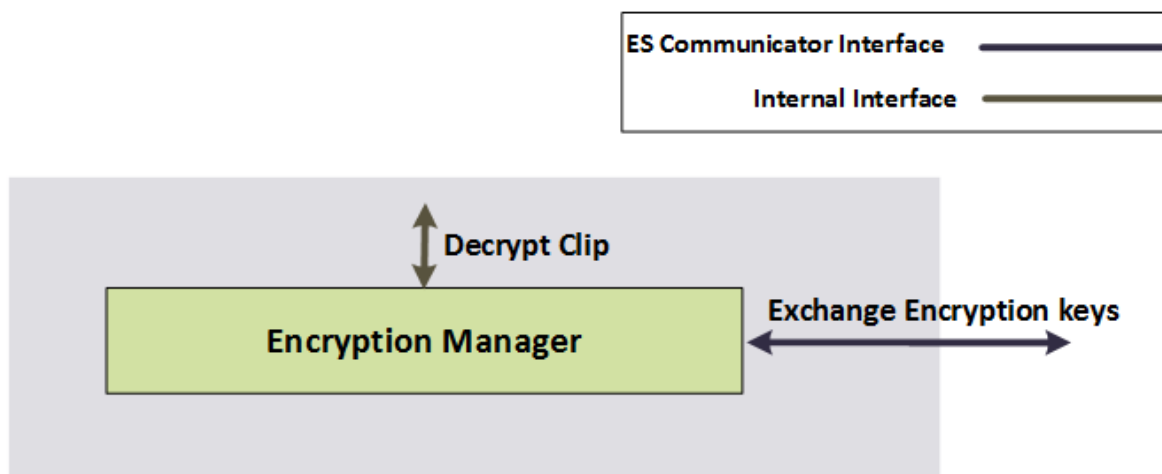 ES Communicator Interface
Internal Interface
Decrypt Clip
Exchange Encryption keys
Encryption Manager